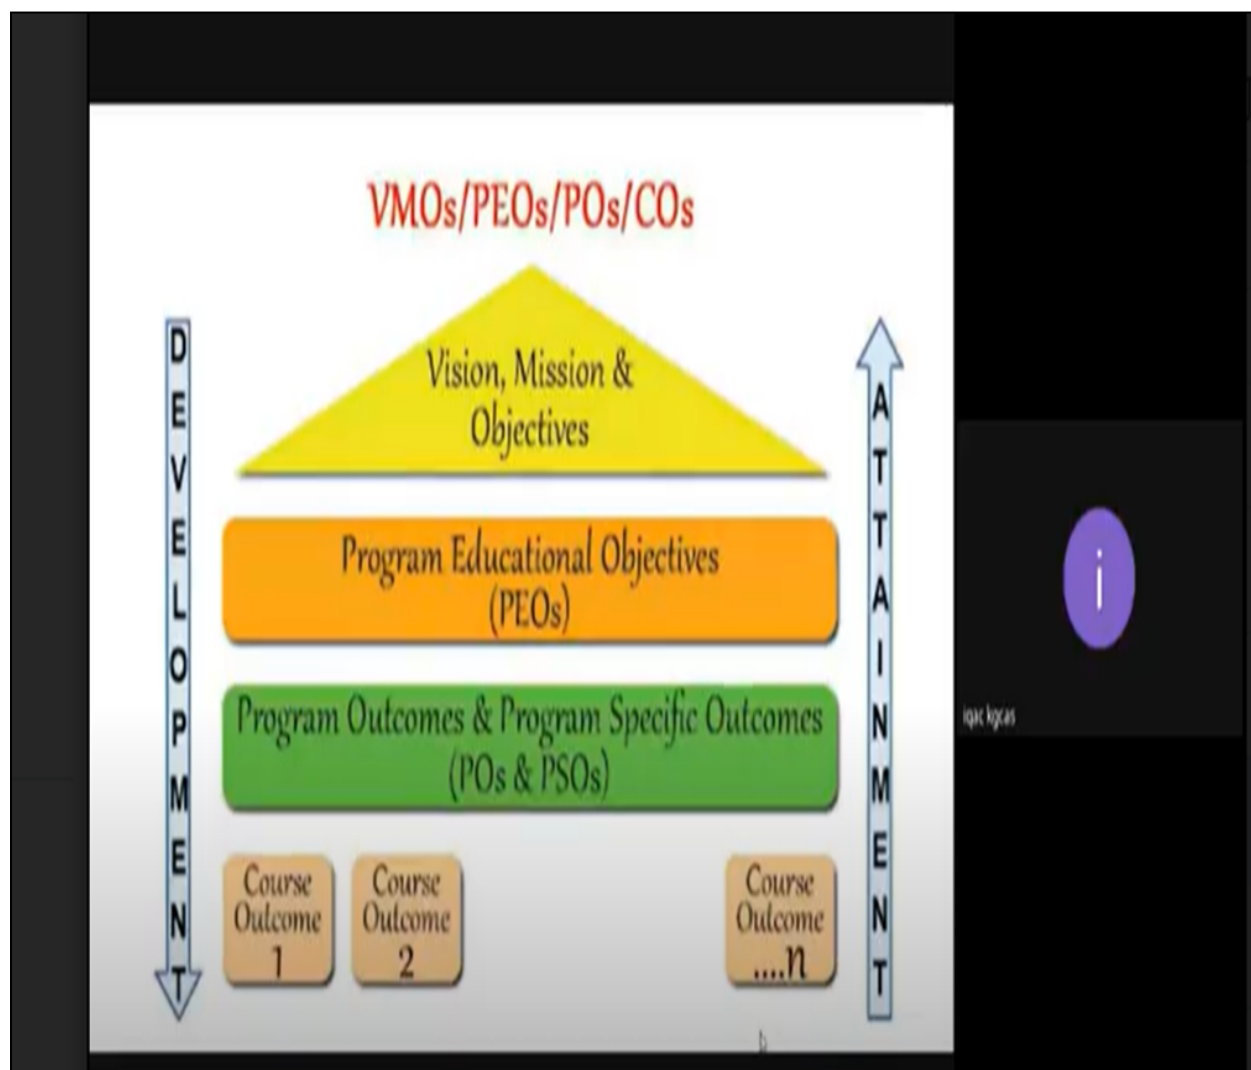 VMOs/PEOs/POs/COs
Vision, Mission &
Objectives
DEVELOPMENT
ATTAINMENT
Program Educational Objectives
(PEOs)
Program Outcomes & Program Specific Outcomes
(POs & PSOs)
Course
Outcome
1
Course
Outcome
2
Course
Outcome
....n
i
iqac kgcas